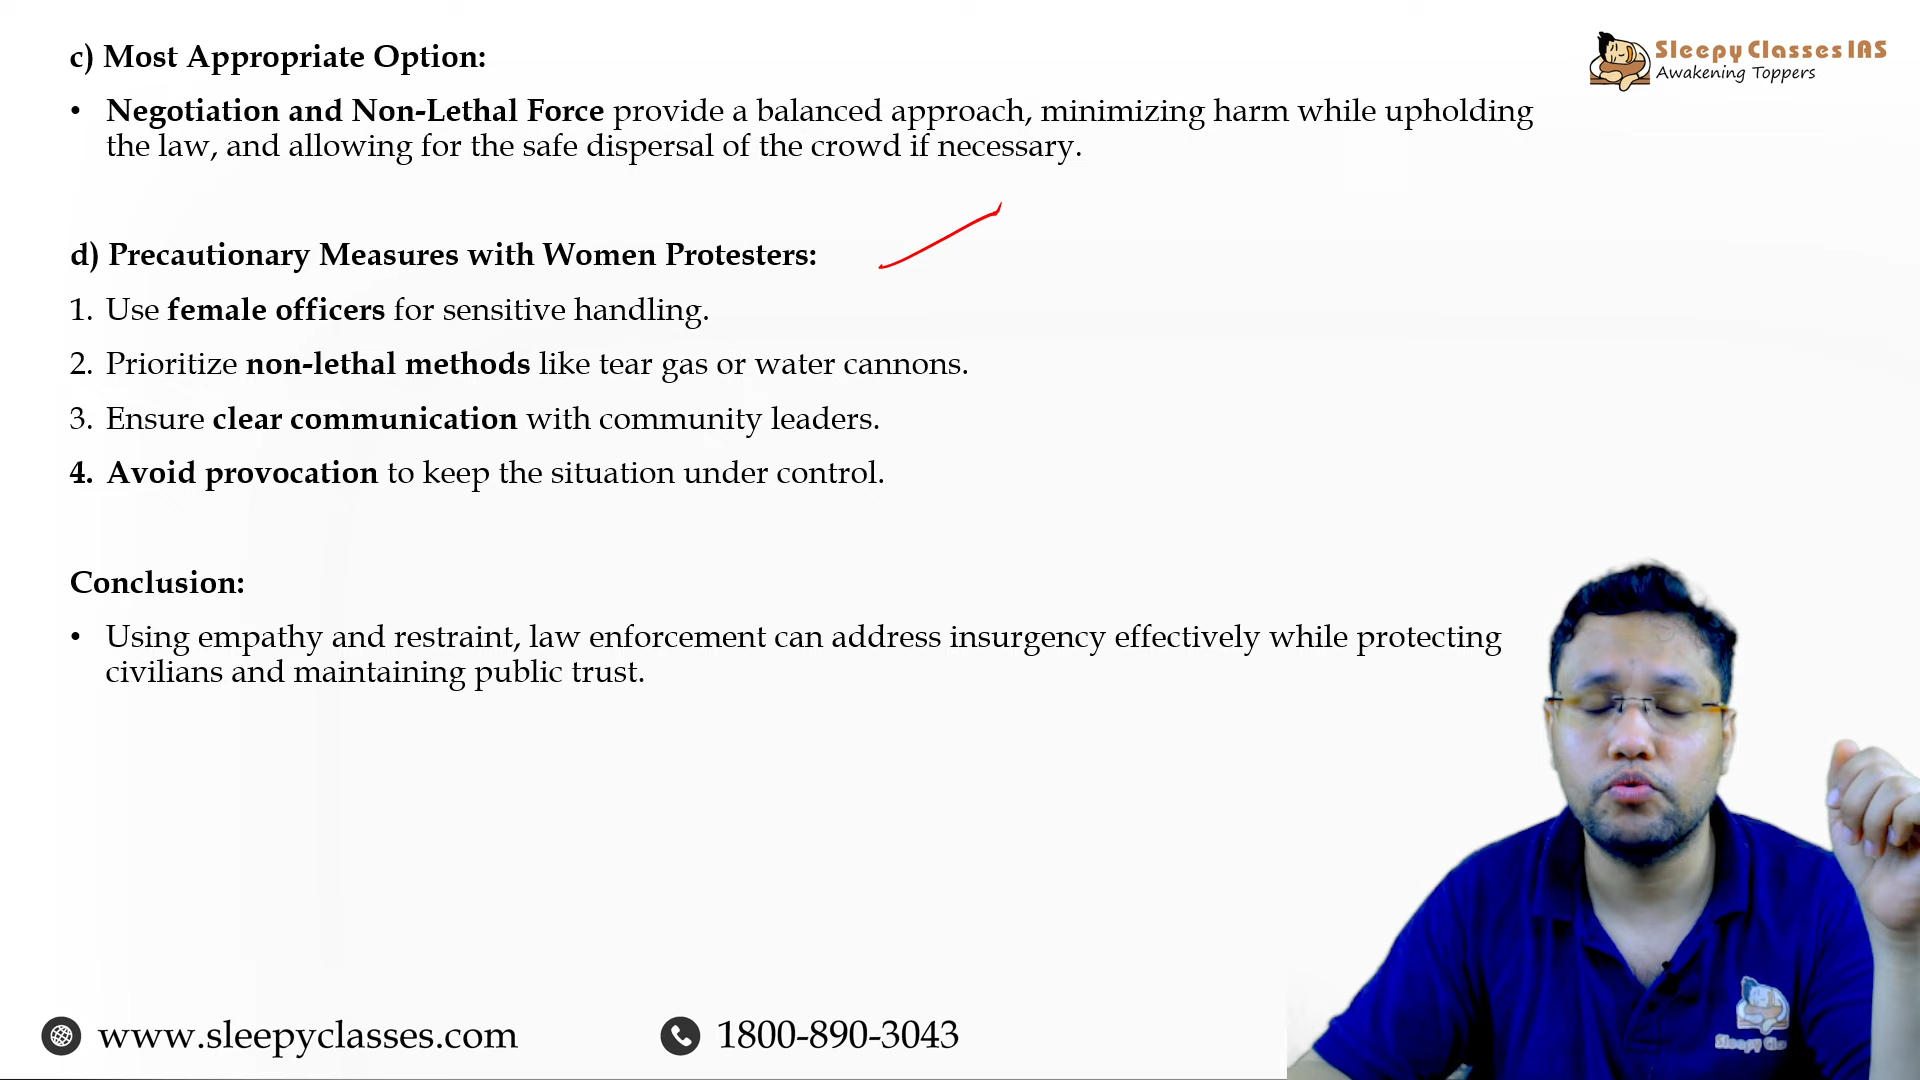 c) Most Appropriate Option:
Sleepy Classes IAS
Awakening Toppers
• Negotiation and Non-Lethal Force provide a balanced approach, minimizing harm while upholding
the law, and allowing for the safe dispersal of the crowd if necessary.
d) Precautionary Measures with Women Protesters:
1. Use female officers for sensitive handling.
2. Prioritize non-lethal methods like tear gas or water cannons.
3. Ensure clear communication with community leaders.
4. Avoid provocation to keep the situation under control.
Conclusion:
• Using empathy and restraint, law enforcement can address insurgency effectively while protecting
civilians and maintaining public trust.
www.sleepyclasses.com
1800-890-3043
Sleepy